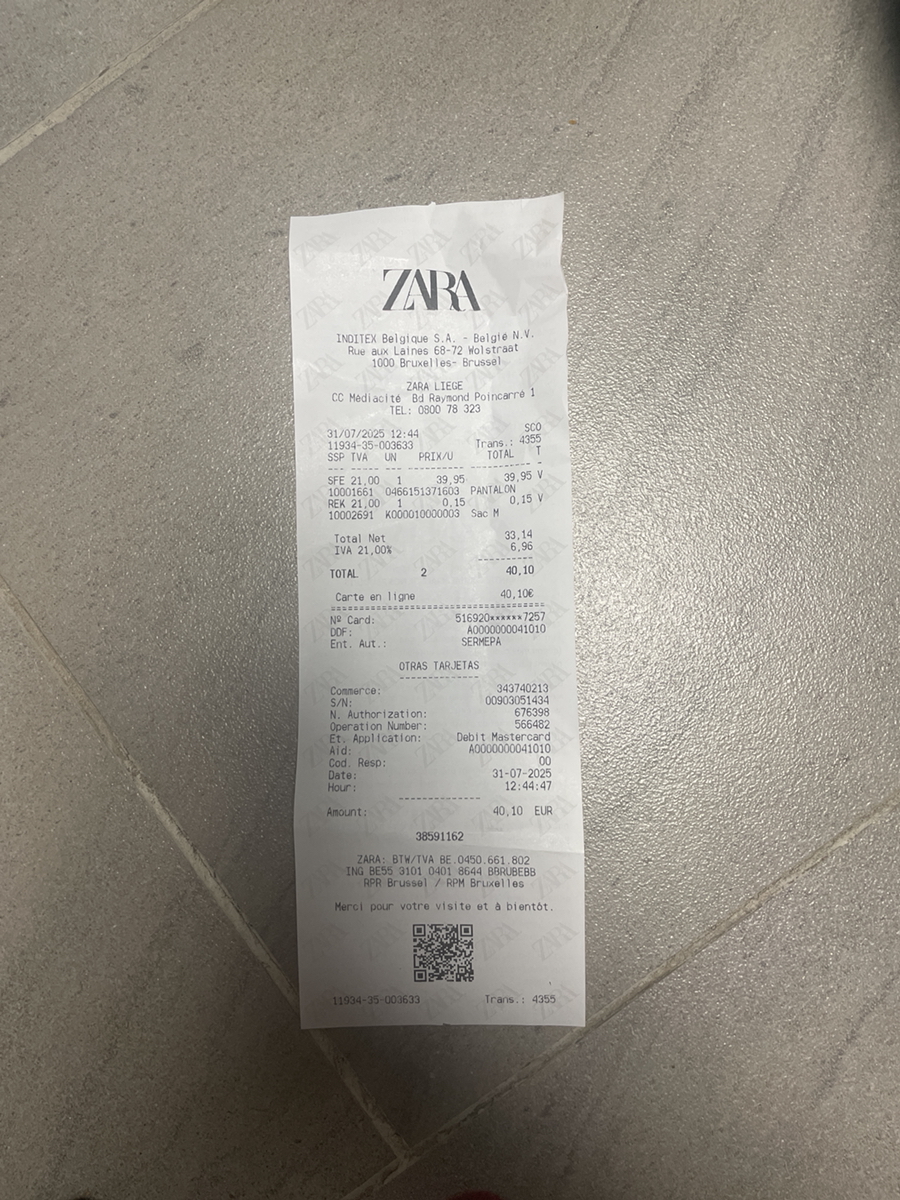 ZARA
INDITEX Belgique S.A. - België N.V.
Rue aux Laines 68-72 Wolstraat
1000 Bruxelles- Brussel
ZARA LIEGE
CC Médiacité Bd Raymond Poincarré 1
TEL: 0800 78 323
31/07/2025 12:44 SCO
11934-35-003633 Trans.: 4355
SSP TVA UN PRIX/U TOTAL T
--- --- --- -------- --------- -
SFE 21,00 1 39,95 39,95 V
10001661 0466151371603 PANTALON
REK 21,00 1 0,15 0,15 V
10002691 K000010000003 Sac M
Total Net 33,14
IVA 21,00% 6,96
----------
TOTAL 2 40,10
Carte en ligne 40,10€
========================================
Nº Card: 516920******7257
DDF: A0000000041010
Ent. Aut.: SERMEPA
OTRAS TARJETAS
--------------
Commerce: 343740213
S/N: 00903051434
N. Authorization: 676398
Operation Number: 566482
Et. Application: Debit Mastercard
Aid: A0000000041010
Cod. Resp: 00
Date: 31-07-2025
Hour: 12:44:47
--------------
Amount: 40,10 EUR
38591162
ZARA: BTW/TVA BE.0450.661.802
ING BE55 3101 0401 8644 BBRUBEBB
RPR Brussel / RPM Bruxelles
Merci pour votre visite et à bientôt.
11934-35-003633 Trans.: 4355